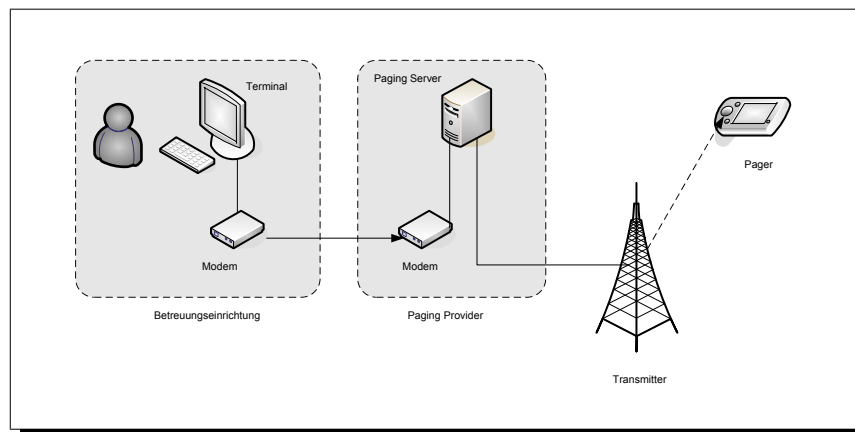 Terminal
Modem
Betreuungseinrichtung
Paging Server
Modem
Paging Provider
Transmitter
Pager